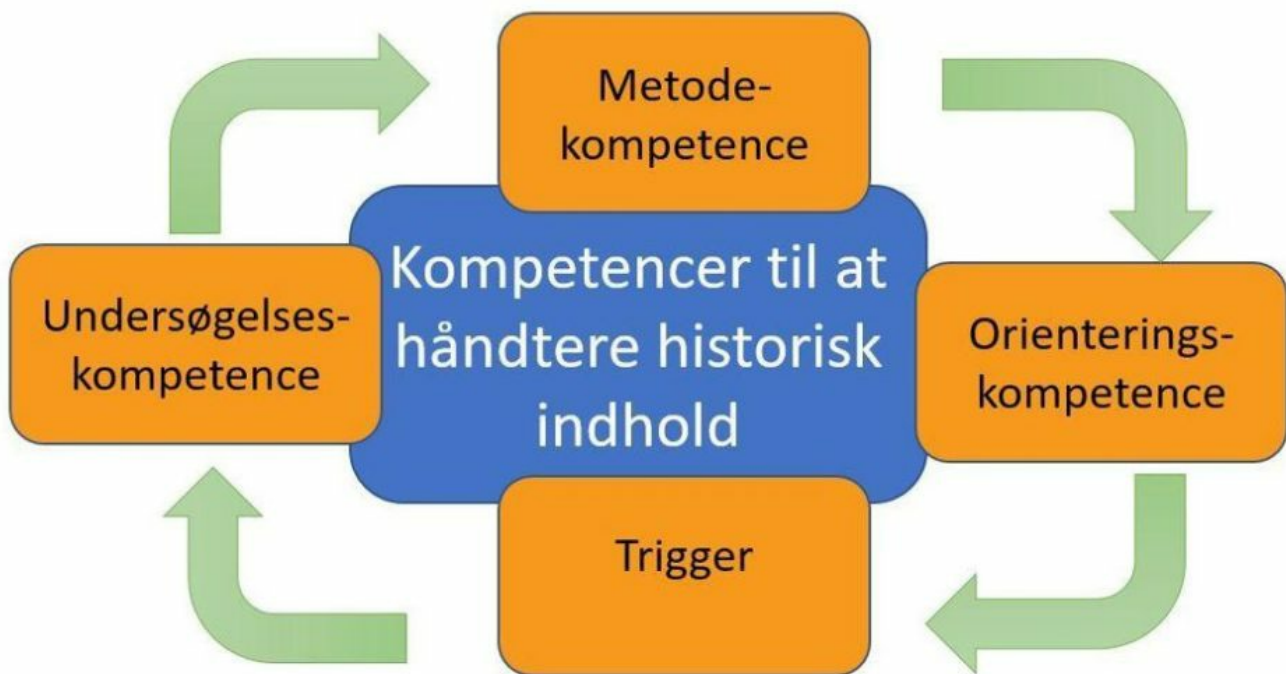 Metode-
kompetence
Undersøgelses-
kompetence
Kompetencer til at
håndtere historisk
indhold
Orienterings-
kompetence
Trigger